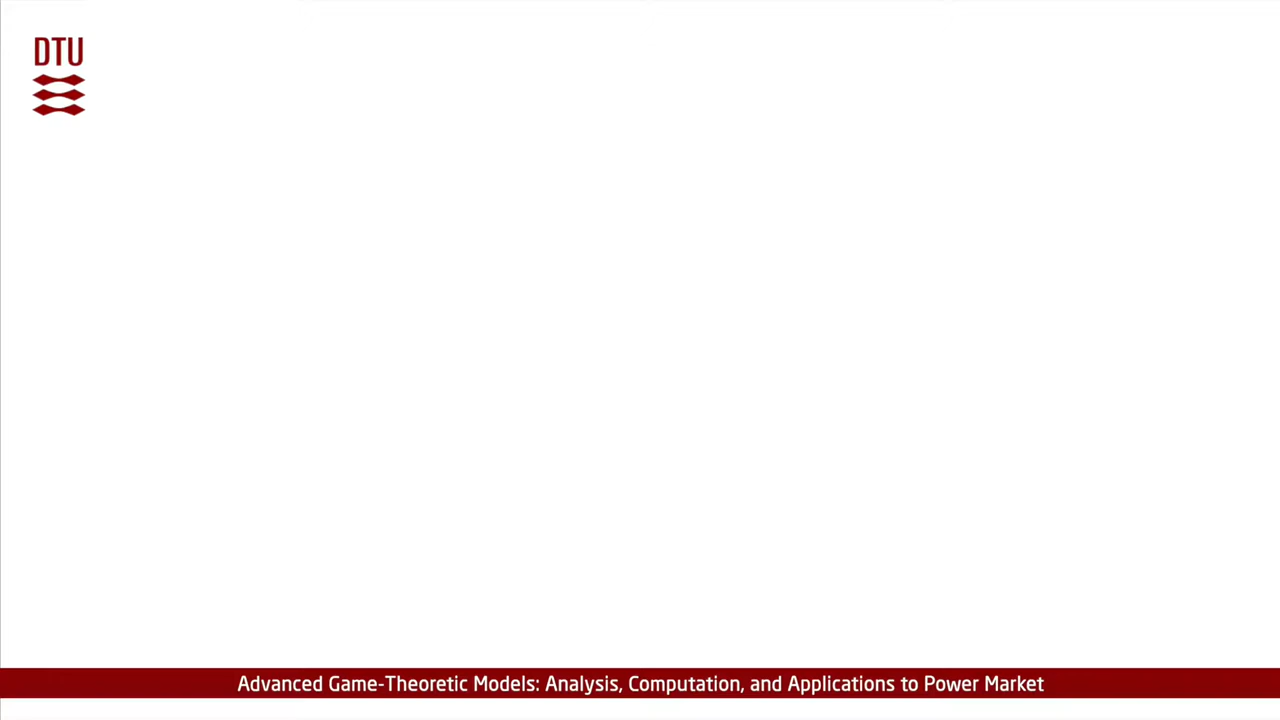 DTU
Advanced Game-Theoretic Models: Analysis, Computation, and Applications to Power Market